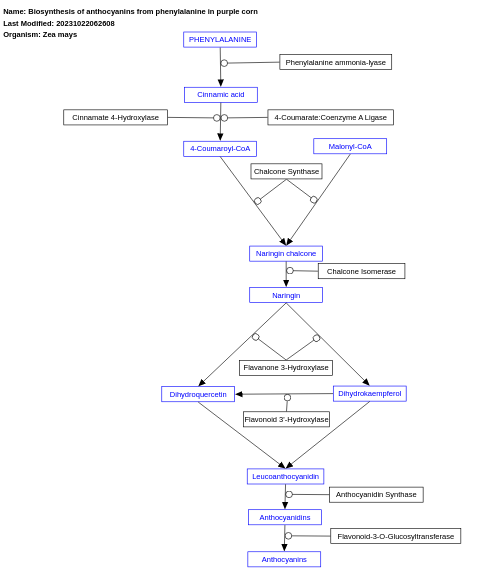 Name: Biosynthesis of anthocyanins from phenylalanine in purple corn
Last Modified: 20231022062608
Organism: Zea mays
PHENYLALANINE
Phenylalanine ammonia-lyase
Cinnamic acid
Cinnamate 4-Hydroxylase
4-Coumarate:Coenzyme A Ligase
4-Coumaroyl-CoA
Malonyl-CoA
Chalcone Synthase
Naringin chalcone
Chalcone Isomerase
Naringin
Flavanone 3-Hydroxylase
Dihydroquercetin
Dihydrokaempferol
Flavonoid 3'-Hydroxylase
Leucoanthocyanidin
Anthocyanidin Synthase
Anthocyanidins
Flavonoid-3-O-Glucosyltransferase
Anthocyanins